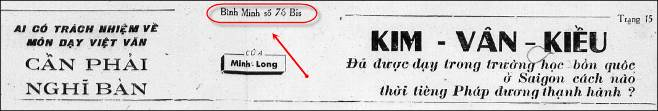 AI CÓ TRÁCH NHIỆM VỀ
MÔN DẠY VIỆT VĂN
CẦN PHẢI
NGHĨ BÀN
Bình Minh số 76 Bis
CỦA
Minh-Long
Trang 15
KIM - VÂN - KIỀU
Đã được dạy trong trường học bổn quốc
ở Saigon cách nào
thời tiếng Pháp đương thạnh hành ?